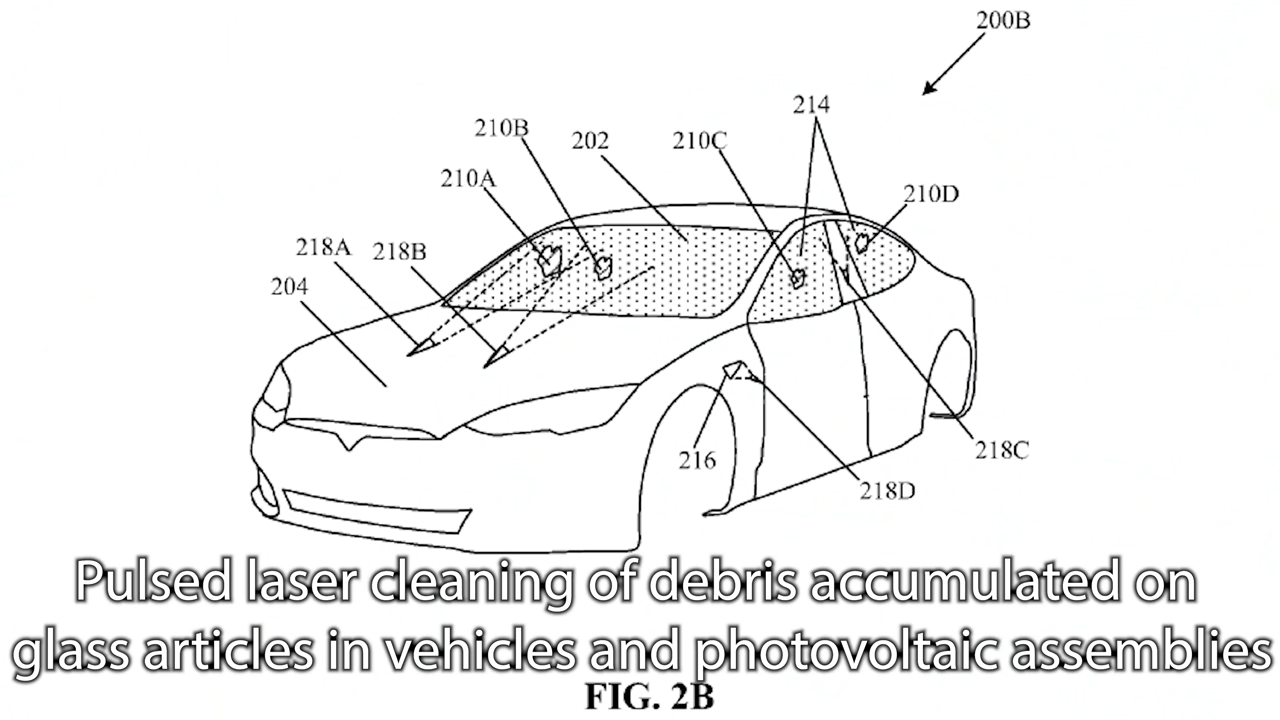 200B
214
210B
202
210C
210A
210D
218A
218B
204
216
218C
218D
Pulsed laser cleaning of debris accumulated on
glass articles in vehicles and photovoltaic assemblies
FIG. 2B